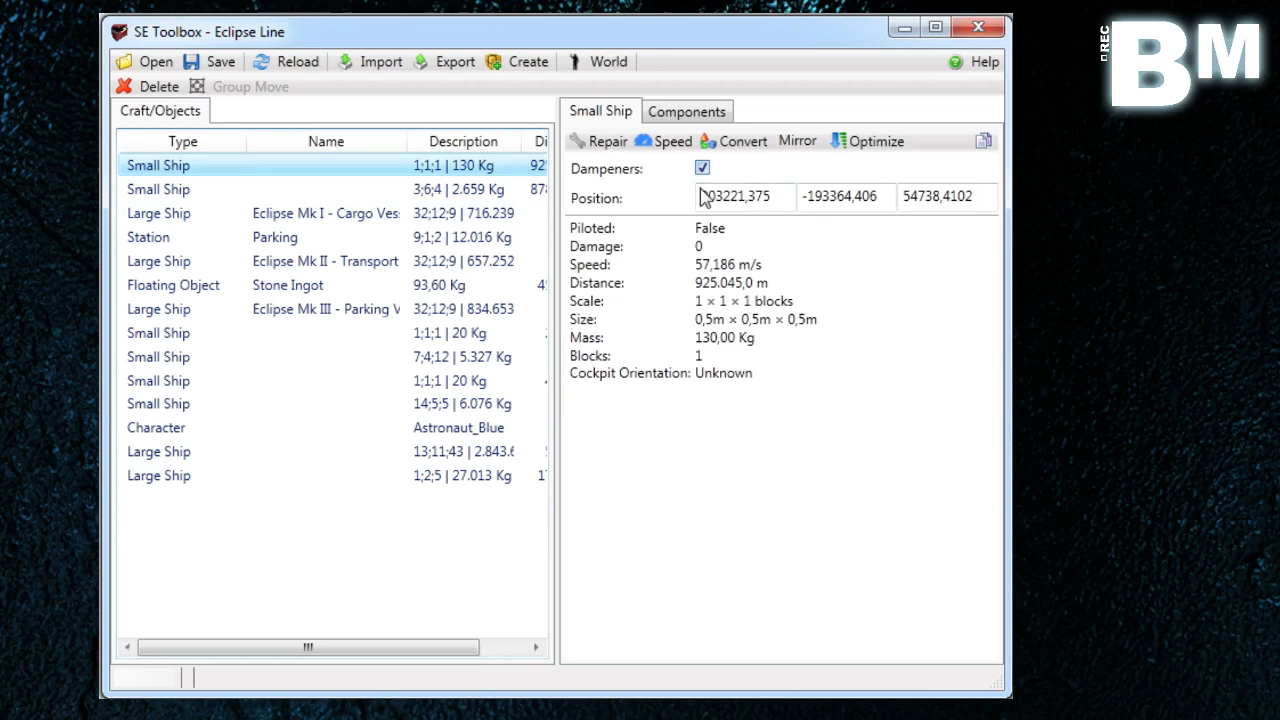 SE Toolbox - Eclipse Line
REC
BM
Open Save Reload Import Export Create World Help
Delete Group Move
Craft/Objects
Type Name Description Di
Small Ship 1;1;1 | 130 Kg 925
Small Ship 3;6;4 | 2.659 Kg 878
Large Ship Eclipse Mk I - Cargo Ves: 32;12;9 | 716.239
Station Parking 9;1;2 | 12.016 Kg
Large Ship Eclipse Mk II - Transport 32;12;9 | 657.252
Floating Object Stone Ingot 93,60 Kg 4
Large Ship Eclipse Mk III - Parking V 32;12;9 | 834.653
Small Ship 1;1;1 | 20 Kg
Small Ship 7;4;12 | 5.327 Kg
Small Ship 1;1;1 | 20 Kg
Small Ship 14;5;5 | 6.076 Kg
Character Astronaut_Blue
Large Ship 13;11;43 | 2.843.6
Large Ship 1;2;5 | 27.013 Kg 17
Small Ship Components
Repair Speed Convert Mirror Optimize
Dampeners:
Position: 03221,375 -193364,406 54738,4102
Piloted: False
Damage: 0
Speed: 57,186 m/s
Distance: 925.045,0 m
Scale: 1 × 1 × 1 blocks
Size: 0,5m × 0,5m × 0,5m
Mass: 130,00 Kg
Blocks: 1
Cockpit Orientation: Unknown